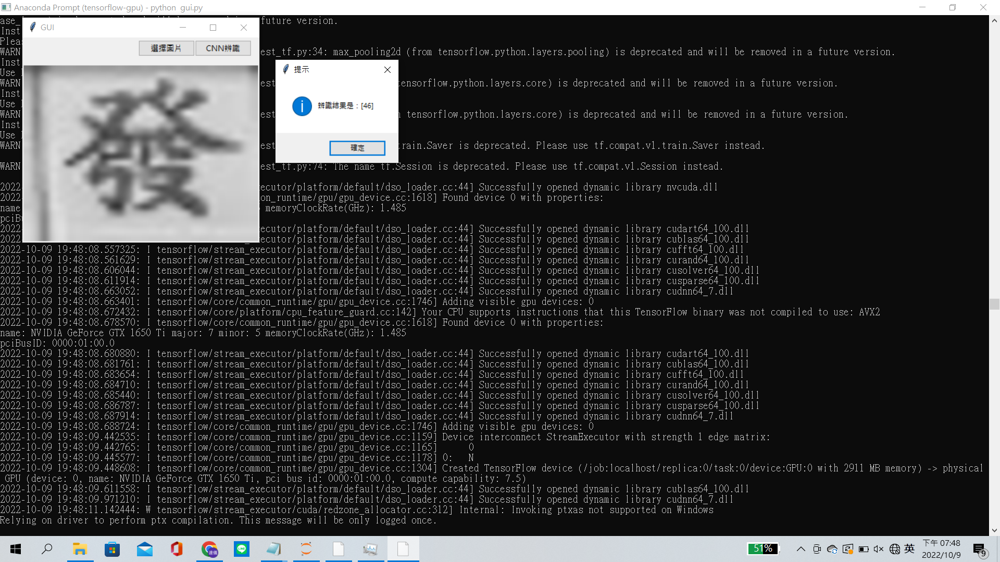 Anaconda Prompt (tensorflow-gpu) - python  gui.py
ase_
future version.
GUI
Inst
Plea
選擇圖片
CNN辨識
WARN
est_tf.py:34: max_pooling2d (from tensorflow.python.layers.pooling) is deprecated and will be removed in a future version.
Inst
提示
Use
WARN
est
tensorflow.python.layers.core) is deprecated and will be removed in a future version.
Inst
Use
辨識結果是：[46]
WARN
est
n tensorflow.python.layers.core) is deprecated and will be removed in a future version.
Inst
Use
WARN
est
train.Saver is deprecated. Please use tf.compat.v1.train.Saver instead.
確定
發
WARN
est_tf.py:74: The name tf.Session is deprecated. Please use tf.compat.v1.Session instead.
2022-
ecutor/platform/default/dso_loader.cc:44] Successfully opened dynamic library nvcuda.dll
2022-
on_runtime/gpu/gpu_device.cc:1618] Found device 0 with properties:
name
memoryClockRate(GHz): 1.485
pciB
2022-
ecutor/platform/default/dso_loader.cc:44] Successfully opened dynamic library cudart64_100.dll
2022-
ecutor/platform/default/dso_loader.cc:44] Successfully opened dynamic library cublas64_100.dll
2022-10-09 19:48:08.557325: I tensorflow/stream_executor/platform/default/dso_loader.cc:44] Successfully opened dynamic library cufft64_100.dll
2022-10-09 19:48:08.561629: I tensorflow/stream_executor/platform/default/dso_loader.cc:44] Successfully opened dynamic library curand64_100.dll
2022-10-09 19:48:08.606044: I tensorflow/stream_executor/platform/default/dso_loader.cc:44] Successfully opened dynamic library cusolver64_100.dll
2022-10-09 19:48:08.611914: I tensorflow/stream_executor/platform/default/dso_loader.cc:44] Successfully opened dynamic library cusparse64_100.dll
2022-10-09 19:48:08.663052: I tensorflow/stream_executor/platform/default/dso_loader.cc:44] Successfully opened dynamic library cudnn64_7.dll
2022-10-09 19:48:08.663401: I tensorflow/core/common_runtime/gpu/gpu_device.cc:1746] Adding visible gpu devices: 0
2022-10-09 19:48:08.672432: I tensorflow/core/platform/cpu_feature_guard.cc:142] Your CPU supports instructions that this TensorFlow binary was not compiled to use: AVX2
2022-10-09 19:48:08.678570: I tensorflow/core/common_runtime/gpu/gpu_device.cc:1618] Found device 0 with properties:
name: NVIDIA GeForce GTX 1650 Ti major: 7 minor: 5 memoryClockRate(GHz): 1.485
pciBusID: 0000:01:00.0
2022-10-09 19:48:08.680880: I tensorflow/stream_executor/platform/default/dso_loader.cc:44] Successfully opened dynamic library cudart64_100.dll
2022-10-09 19:48:08.681761: I tensorflow/stream_executor/platform/default/dso_loader.cc:44] Successfully opened dynamic library cublas64_100.dll
2022-10-09 19:48:08.683654: I tensorflow/stream_executor/platform/default/dso_loader.cc:44] Successfully opened dynamic library cufft64_100.dll
2022-10-09 19:48:08.684710: I tensorflow/stream_executor/platform/default/dso_loader.cc:44] Successfully opened dynamic library curand64_100.dll
2022-10-09 19:48:08.685440: I tensorflow/stream_executor/platform/default/dso_loader.cc:44] Successfully opened dynamic library cusolver64_100.dll
2022-10-09 19:48:08.686787: I tensorflow/stream_executor/platform/default/dso_loader.cc:44] Successfully opened dynamic library cusparse64_100.dll
2022-10-09 19:48:08.687914: I tensorflow/stream_executor/platform/default/dso_loader.cc:44] Successfully opened dynamic library cudnn64_7.dll
2022-10-09 19:48:08.688724: I tensorflow/core/common_runtime/gpu/gpu_device.cc:1746] Adding visible gpu devices: 0
2022-10-09 19:48:09.442535: I tensorflow/core/common_runtime/gpu/gpu_device.cc:1159] Device interconnect StreamExecutor with strength 1 edge matrix:
2022-10-09 19:48:09.442765: I tensorflow/core/common_runtime/gpu/gpu_device.cc:1165]      0
2022-10-09 19:48:09.445577: I tensorflow/core/common_runtime/gpu/gpu_device.cc:1178] 0:   N
2022-10-09 19:48:09.448608: I tensorflow/core/common_runtime/gpu/gpu_device.cc:1304] Created TensorFlow device (/job:localhost/replica:0/task:0/device:GPU:0 with 2911 MB memory) -> physical
GPU (device: 0, name: NVIDIA GeForce GTX 1650 Ti, pci bus id: 0000:01:00.0, compute capability: 7.5)
2022-10-09 19:48:09.611558: I tensorflow/stream_executor/platform/default/dso_loader.cc:44] Successfully opened dynamic library cublas64_100.dll
2022-10-09 19:48:09.971210: I tensorflow/stream_executor/platform/default/dso_loader.cc:44] Successfully opened dynamic library cudnn64_7.dll
2022-10-09 19:48:11.142444: W tensorflow/stream_executor/cuda/redzone_allocator.cc:312] Internal: Invoking ptxas not supported on Windows
Relying on driver to perform ptx compilation. This message will be only logged once.
51%
英
下午 07:48
2022/10/9
9